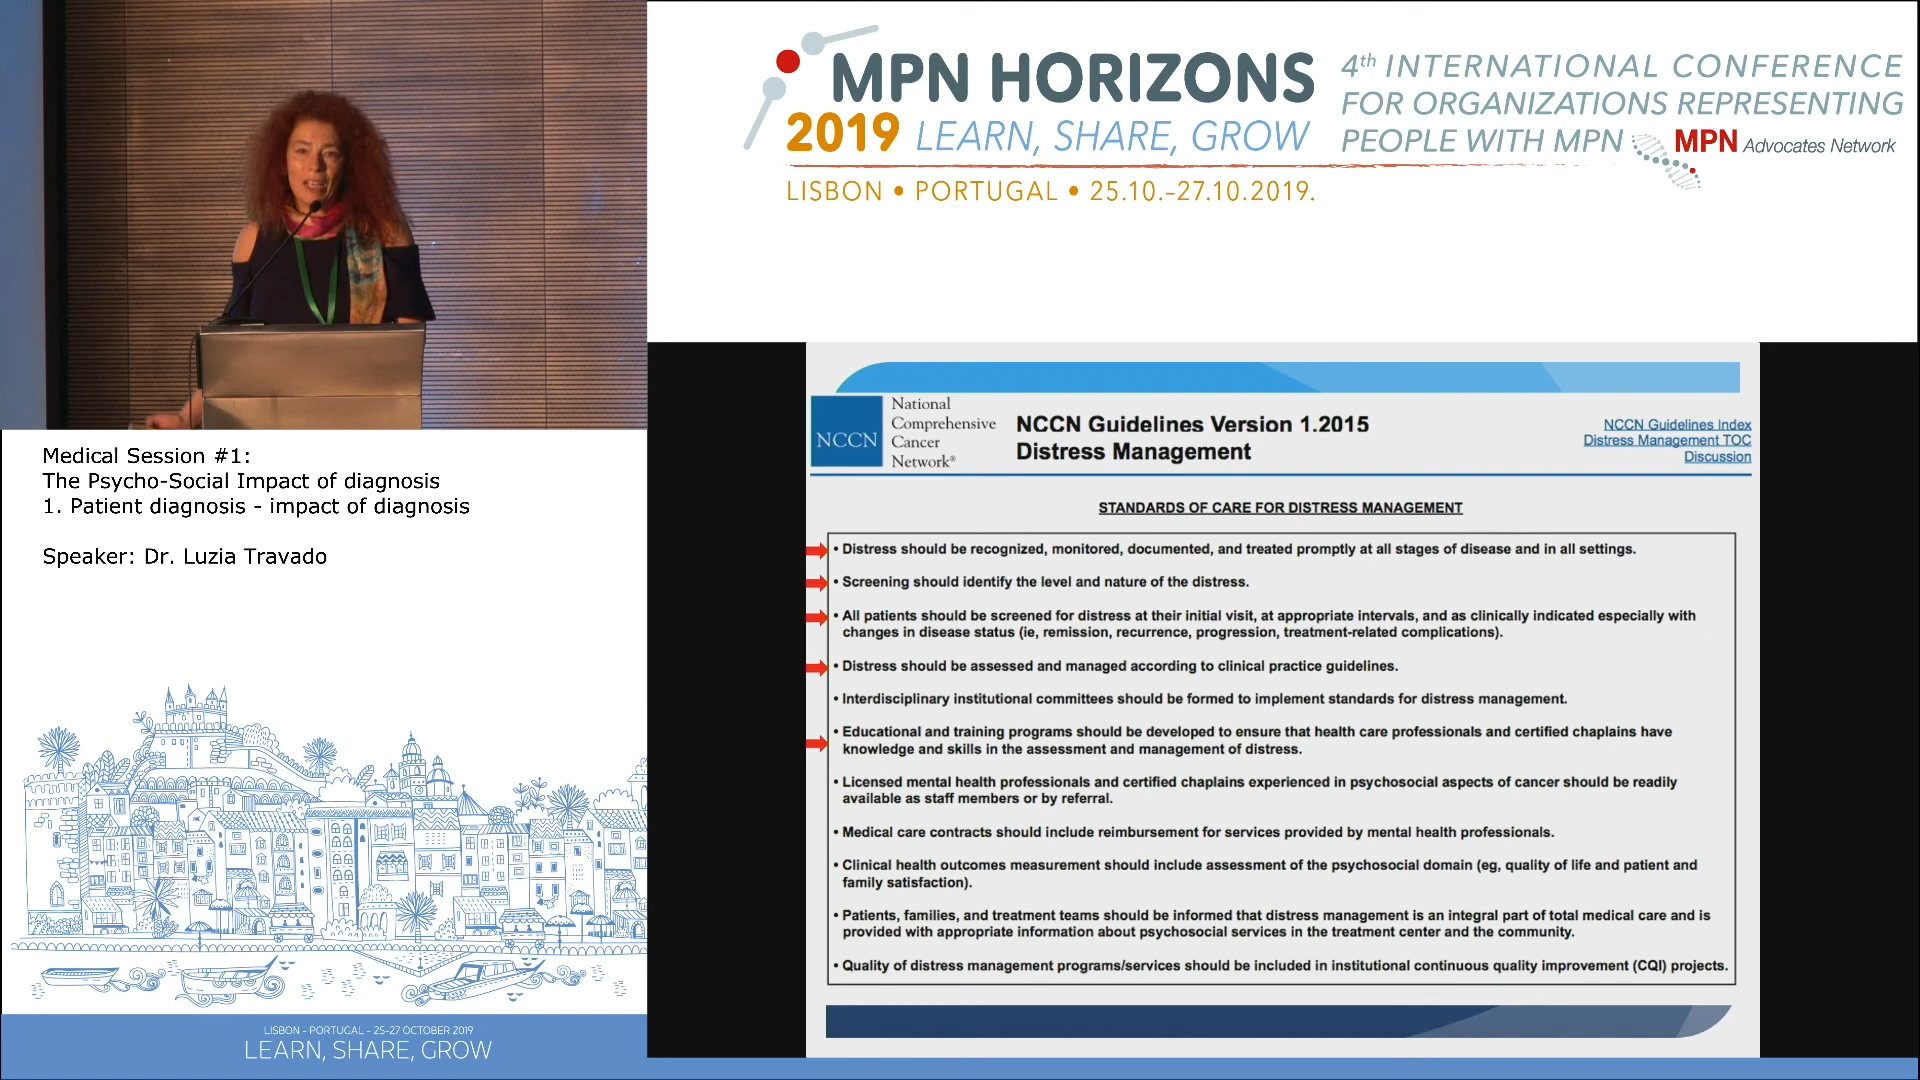 MPN HORIZONS
2019 LEARN, SHARE, GROW
LISBON • PORTUGAL • 25.10.–27.10.2019.
4th INTERNATIONAL CONFERENCE
FOR ORGANIZATIONS REPRESENTING
PEOPLE WITH MPN
MPN Advocates Network
Medical Session #1:
The Psycho-Social Impact of diagnosis
1. Patient diagnosis - impact of diagnosis
Speaker: Dr. Luzia Travado
LISBON - PORTUGAL - 25-27 OCTOBER 2019
LEARN, SHARE, GROW
NCCN
National
Comprehensive
Cancer
Network®
NCCN Guidelines Version 1.2015
Distress Management
NCCN Guidelines Index
Distress Management TOC
Discussion
STANDARDS OF CARE FOR DISTRESS MANAGEMENT
• Distress should be recognized, monitored, documented, and treated promptly at all stages of disease and in all settings.
• Screening should identify the level and nature of the distress.
• All patients should be screened for distress at their initial visit, at appropriate intervals, and as clinically indicated especially with
changes in disease status (ie, remission, recurrence, progression, treatment-related complications).
• Distress should be assessed and managed according to clinical practice guidelines.
• Interdisciplinary institutional committees should be formed to implement standards for distress management.
• Educational and training programs should be developed to ensure that health care professionals and certified chaplains have
knowledge and skills in the assessment and management of distress.
• Licensed mental health professionals and certified chaplains experienced in psychosocial aspects of cancer should be readily
available as staff members or by referral.
• Medical care contracts should include reimbursement for services provided by mental health professionals.
• Clinical health outcomes measurement should include assessment of the psychosocial domain (eg, quality of life and patient and
family satisfaction).
• Patients, families, and treatment teams should be informed that distress management is an integral part of total medical care and is
provided with appropriate information about psychosocial services in the treatment center and the community.
• Quality of distress management programs/services should be included in institutional continuous quality improvement (CQI) projects.